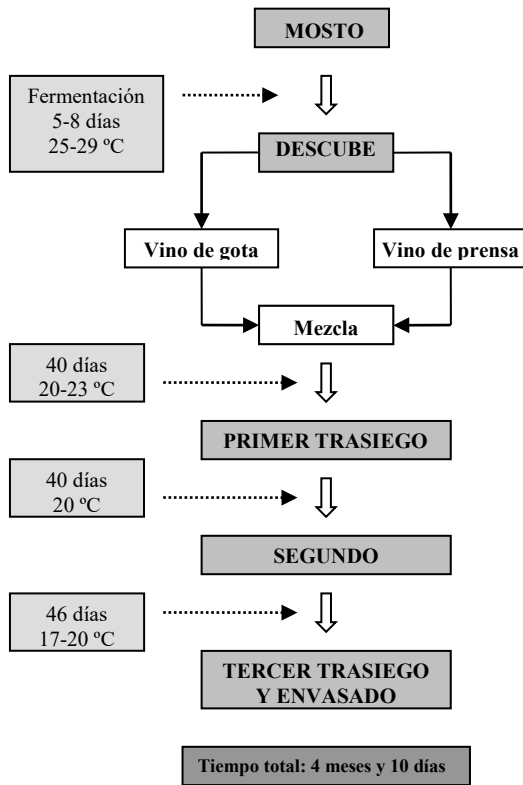 MOSTO
Fermentación
5-8 días
25-29 ºC
DESCUBE
Vino de gota
Vino de prensa
Mezcla
40 días
20-23 ºC
PRIMER TRASIEGO
40 días
20 ºC
SEGUNDO
46 días
17-20 ºC
TERCER TRASIEGO
Y ENVASADO
Tiempo total: 4 meses y 10 días